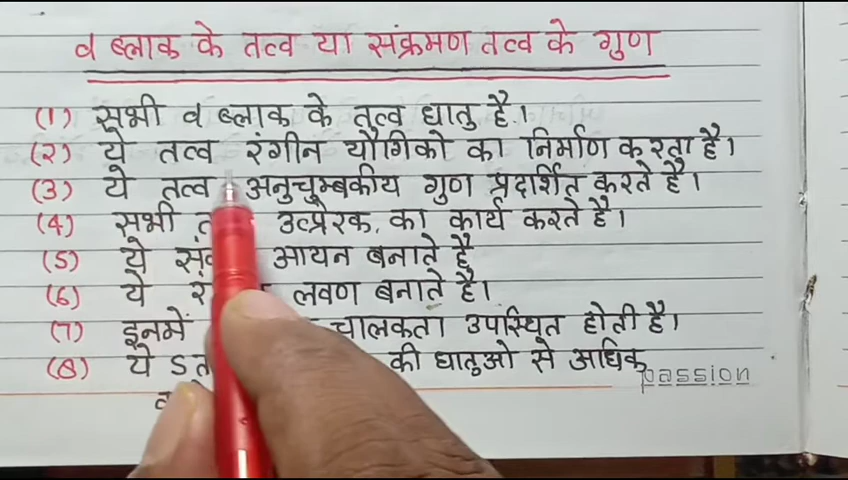 व ब्लाक के तत्व या संक्रमण तत्व के गुण
(1) सभी व ब्लाक के तत्व धातु है।
(२) ये तत्व रंगीन यौगिको का निर्माण करता है।
(3) ये तत्व अनुचुम्बकीय गुण प्रदर्शित करते है।
(4) सभी उत्प्रेरक का कार्य करते है।
(5) ये आयन बनाते है
(6) ये लवण बनाते है।
(7) इनमें चालकता उपस्थित होती है।
(8) ये S की धातुओ से अधिक
passion